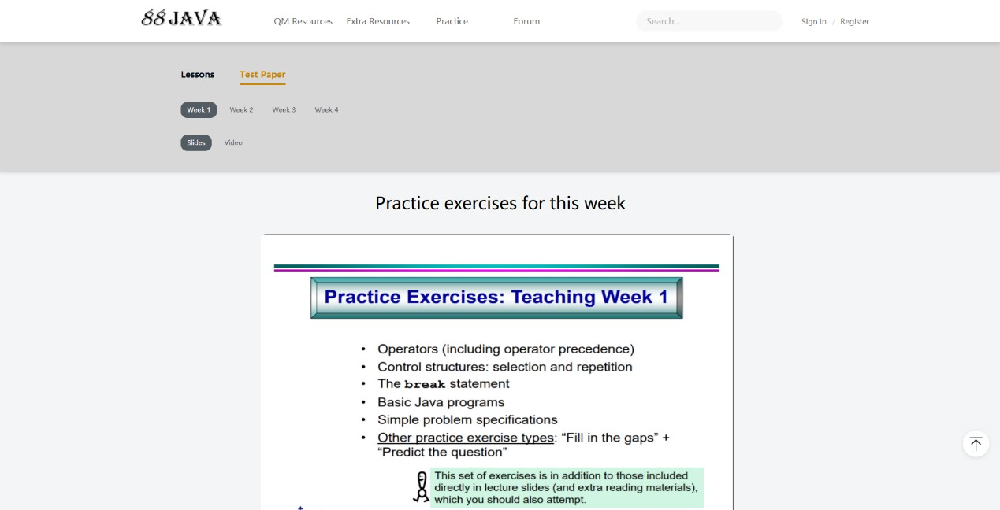 88 JAVA
QM Resources Extra Resources Practice Forum Search... Sign In / Register
Lessons Test Paper
Week 1 Week 2 Week 3 Week 4
Slides Video
Practice exercises for this week
Practice Exercises: Teaching Week 1
• Operators (including operator precedence)
• Control structures: selection and repetition
• The break statement
• Basic Java programs
• Simple problem specifications
• Other practice exercise types: “Fill in the gaps” +
“Predict the question”
This set of exercises is in addition to those included
directly in lecture slides (and extra reading materials),
which you should also attempt.